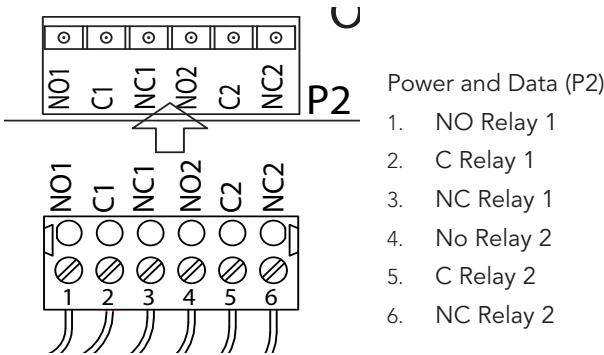 NO1 C1 NC1 NO2 C2 NC2
P2
NO1 C1 NC1 NO2 C2 NC2
1 2 3 4 5 6
Power and Data (P2)
1. NO Relay 1
2. C Relay 1
3. NC Relay 1
4. No Relay 2
5. C Relay 2
6. NC Relay 2